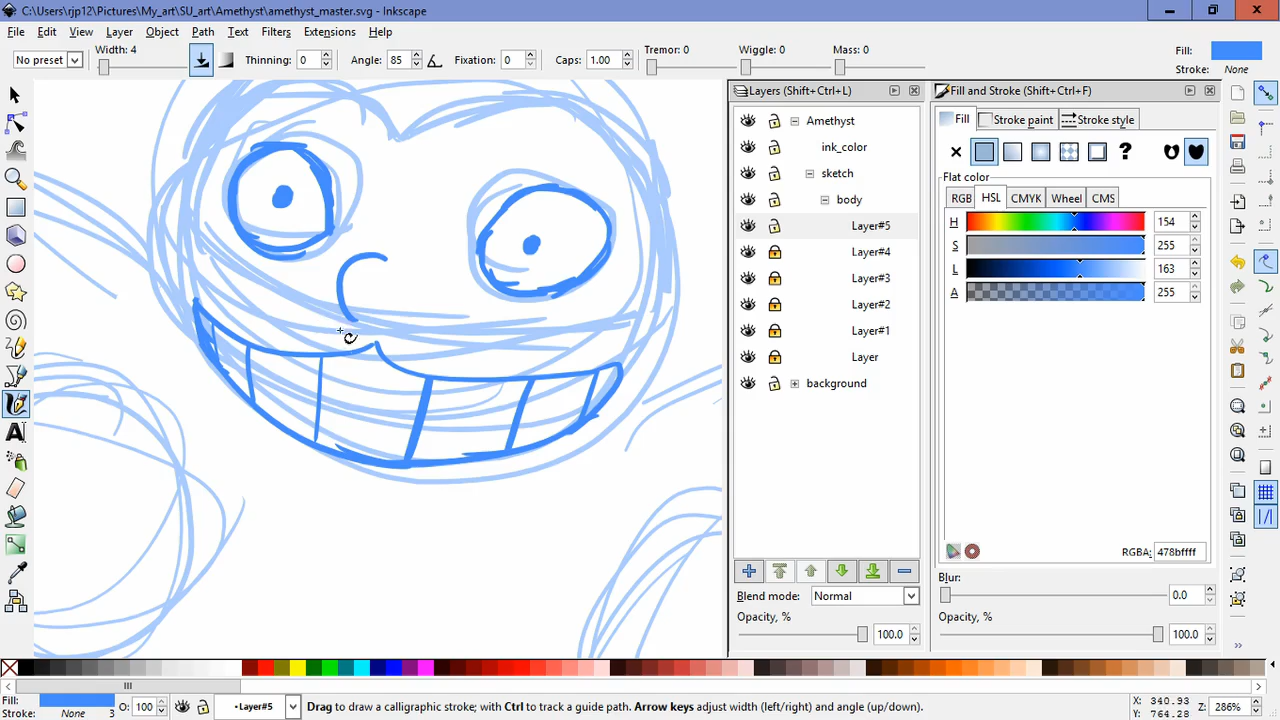 C:\Users\rjp12\Pictures\My_art\SU_art\Amethyst\amethyst_master.svg - Inkscape
File Edit View Layer Object Path Text Filters Extensions Help
No preset Width: 4 Thinning: 0 Angle: 85 Fixation: 0 Caps: 1.00 Tremor: 0 Wiggle: 0 Mass: 0 Fill: Stroke: None
Layers (Shift+Ctrl+L)
Amethyst
ink_color
sketch
body
Layer#5
Layer#4
Layer#3
Layer#2
Layer#1
Layer
background
Blend mode: Normal
Opacity, %
100.0
Fill and Stroke (Shift+Ctrl+F)
Fill Stroke paint Stroke style
?
Flat color
RGB HSL CMYK Wheel CMS
H 154
S 255
L 163
A 255
RGBA: 478bffff
Blur:
0.0
Opacity, %
100.0
Fill:
Stroke: None 3
O: 100
•Layer#5
Drag to draw a calligraphic stroke; with Ctrl to track a guide path. Arrow keys adjust width (left/right) and angle (up/down).
X: 340.93
Y: 764.28
Z: 286%